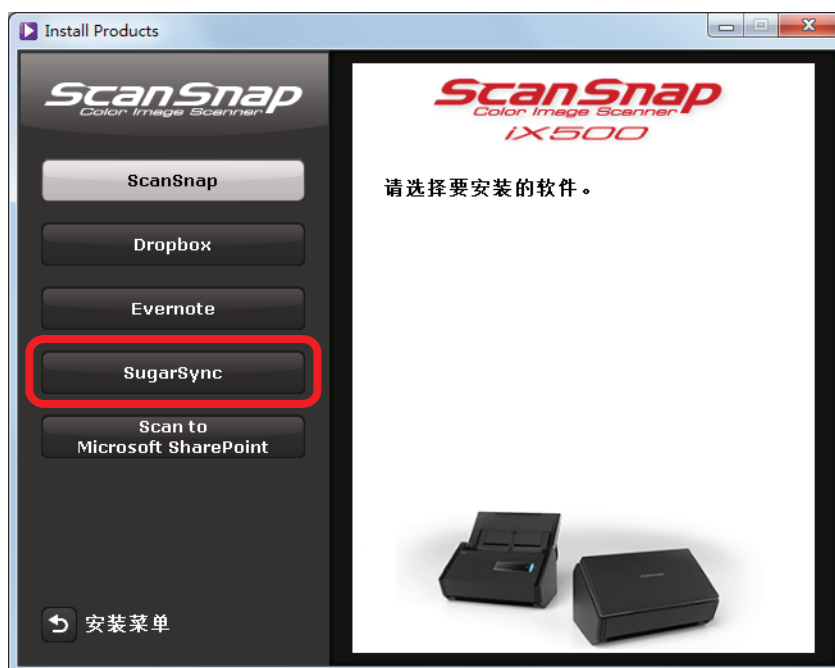 Install Products
ScanSnap
Color Image Scanner
ScanSnap
Dropbox
Evernote
SugarSync
Scan to
Microsoft SharePoint
安装菜单
ScanSnap
Color Image Scanner
iX500
请选择要安装的软件。